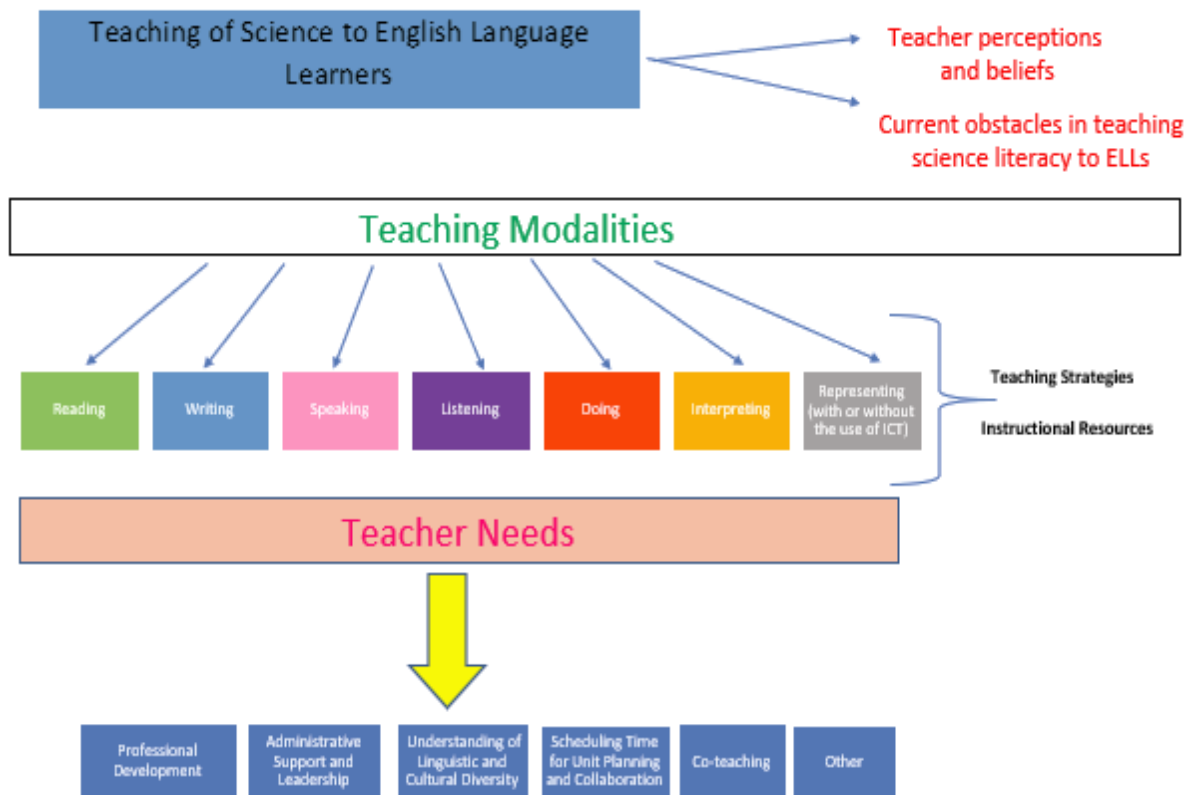 Teaching of Science to English Language
Learners
Teacher perceptions
and beliefs
Current obstacles in teaching
science literacy to ELLs
Teaching Modalities
Reading
Writing
Speaking
Listening
Doing
Interpreting
Representing
(with or without
the use of ICT)
Teaching Strategies
Instructional Resources
Teacher Needs
Professional
Development
Administrative
Support and
Leadership
Understanding of
Linguistic and
Cultural Diversity
Scheduling Time
for Unit Planning
and Collaboration
Co-teaching
Other